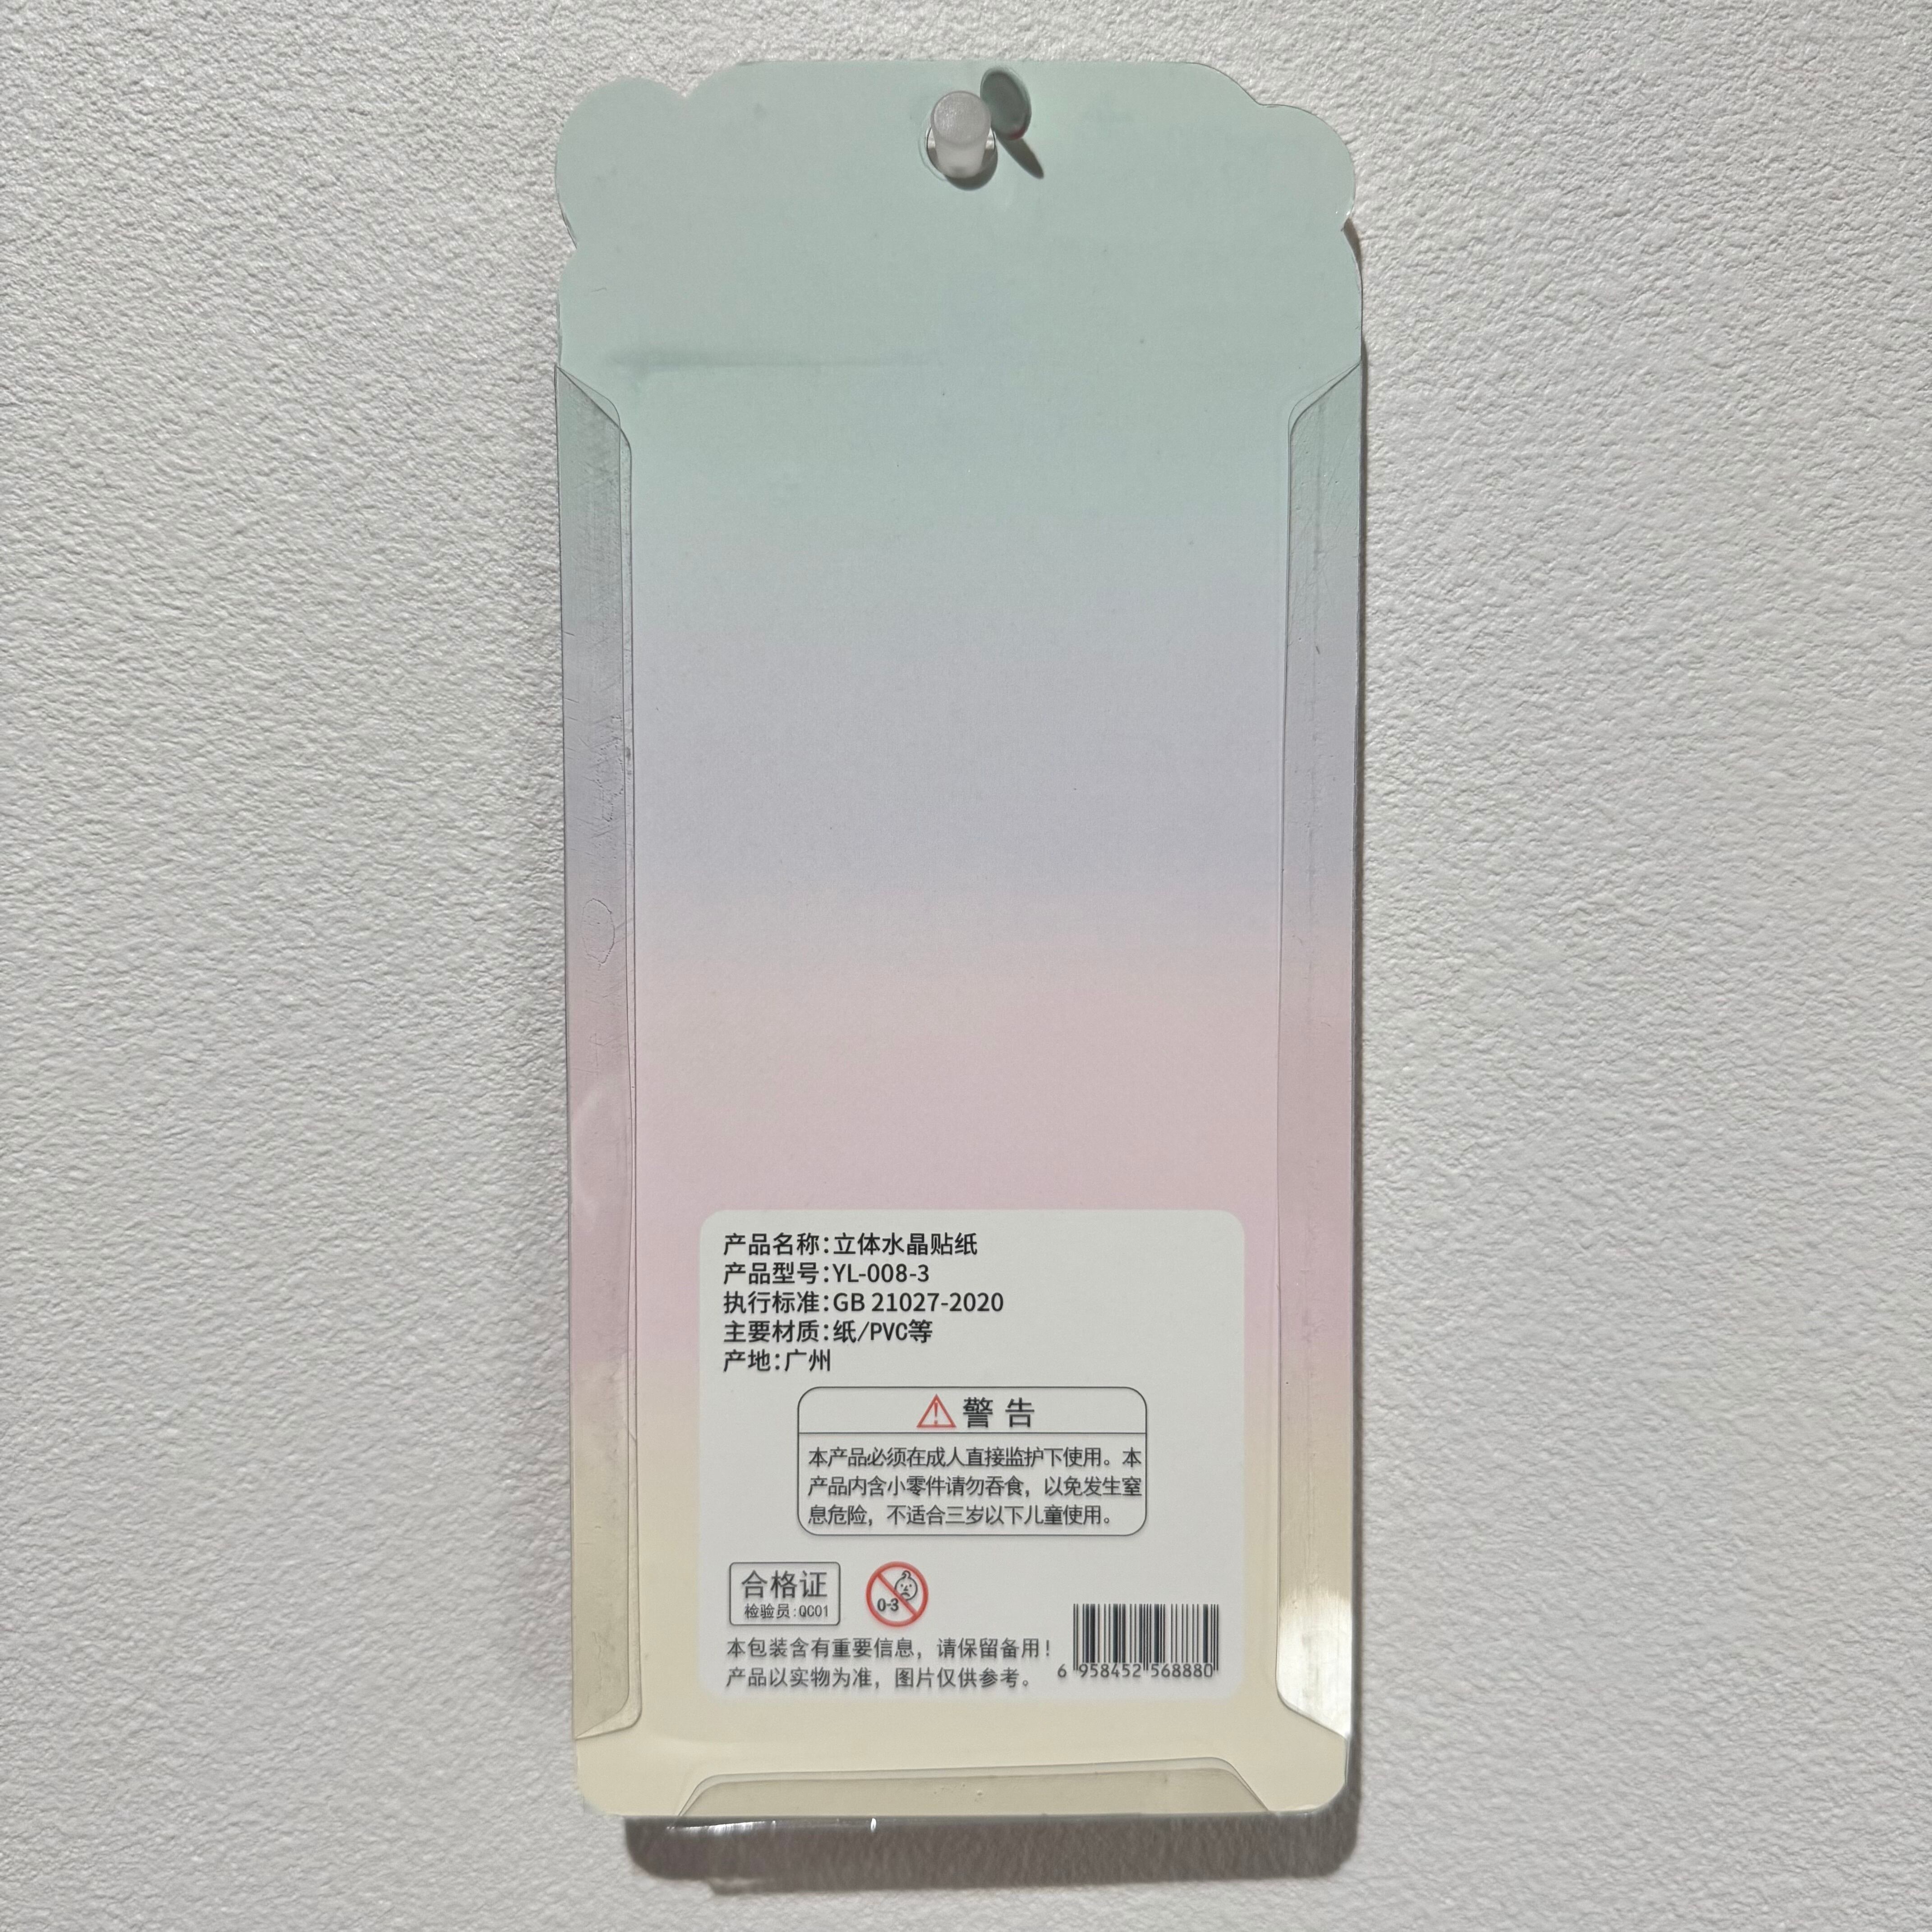 产品名称:立体水晶贴纸
产品型号:YL-008-3
执行标准:GB 21027-2020
主要材质:纸/PVC等
产地:广州
警告
本产品必须在成人直接监护下使用。本
产品内含小零件请勿吞食，以免发生窒
息危险，不适合三岁以下儿童使用。
合格证
检验员:QC01
0-3
本包装含有重要信息，请保留备用!
产品以实物为准，图片仅供参考。
6 958452 568880